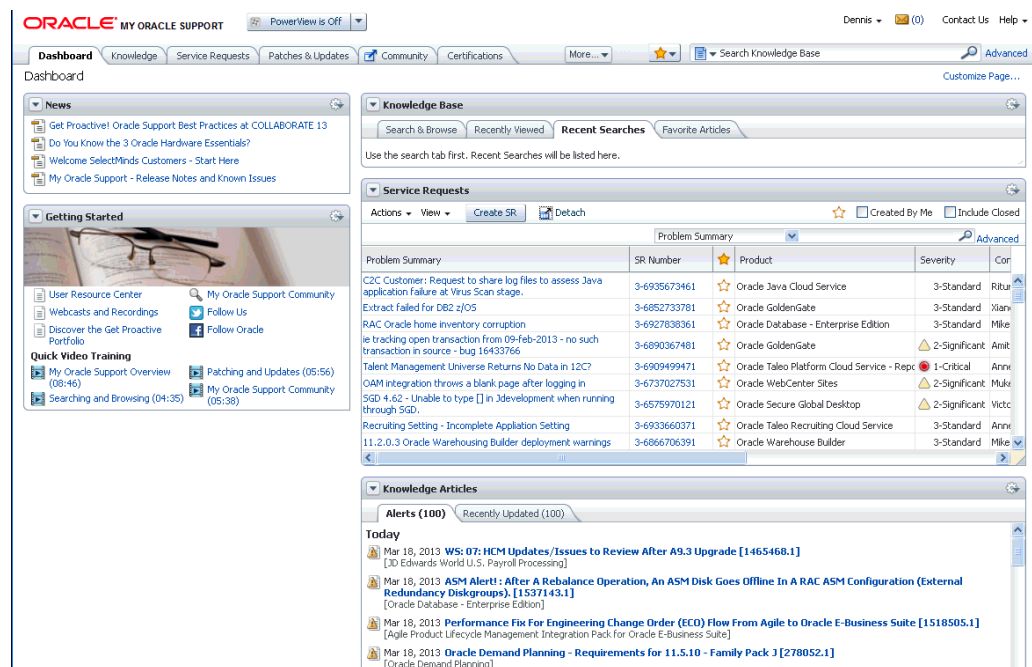 ORACLE MY ORACLE SUPPORT PowerView is Off Dennis (0) Contact Us Help
Dashboard Knowledge Service Requests Patches & Updates Community Certifications More... Search Knowledge Base Advanced
Dashboard Customize Page...
News
Get Proactive! Oracle Support Best Practices at COLLABORATE 13
Do You Know the 3 Oracle Hardware Essentials?
Welcome SelectMinds Customers - Start Here
My Oracle Support - Release Notes and Known Issues
Getting Started
User Resource Center My Oracle Support Community
Webcasts and Recordings Follow Us
Discover the Get Proactive Follow Oracle
Portfolio
Quick Video Training
My Oracle Support Overview Patching and Updates (05:56)
(08:46) My Oracle Support Community
Searching and Browsing (04:35) (05:38)
Knowledge Base
Search & Browse Recently Viewed Recent Searches Favorite Articles
Use the search tab first. Recent Searches will be listed here.
Service Requests
Actions View Create SR Detach Created By Me Include Closed
Problem Summary Advanced
Problem Summary SR Number Product Severity Cor
C2C Customer: Request to share log files to assess Java
application failure at Virus Scan stage. 3-6935673461 Oracle Java Cloud Service 3-Standard Ritur
Extract failed for DB2 z/OS 3-6852733781 Oracle GoldenGate 3-Standard Xian
RAC Oracle home inventory corruption 3-6927838361 Oracle Database - Enterprise Edition 3-Standard Mike
ie tracking open transaction from 09-feb-2013 - no such
transaction in source - bug 16433766 3-6890367481 Oracle GoldenGate 2-Significant Amit
Talent Management Universe Returns No Data in 12C? 3-6909499471 Oracle Taleo Platform Cloud Service - Repo 1-Critical Anne
OAM integration throws a blank page after logging in 3-6737027531 Oracle WebCenter Sites 2-Significant Muka
SGD 4.62 - Unable to type [] in Jdevelopment when running
through SGD. 3-6575970121 Oracle Secure Global Desktop 2-Significant Victo
Recruiting Setting - Incomplete Appliation Setting 3-6933660371 Oracle Taleo Recruiting Cloud Service 3-Standard Anne
11.2.0.3 Oracle Warehousing Builder deployment warnings 3-6866706391 Oracle Warehouse Builder 3-Standard Mike
Knowledge Articles
Alerts (100) Recently Updated (100)
Today
Mar 18, 2013 WS: 07: HCM Updates/Issues to Review After A9.3 Upgrade [1465468.1]
[JD Edwards World U.S. Payroll Processing]
Mar 18, 2013 ASM Alert! : After A Rebalance Operation, An ASM Disk Goes Offline In A RAC ASM Configuration (External
Redundancy Diskgroups). [1537143.1]
[Oracle Database - Enterprise Edition]
Mar 18, 2013 Performance Fix For Engineering Change Order (ECO) Flow From Agile to Oracle E-Business Suite [1518505.1]
[Agile Product Lifecycle Management Integration Pack for Oracle E-Business Suite]
Mar 18, 2013 Oracle Demand Planning - Requirements for 11.5.10 - Family Pack J [278052.1]
[Oracle Demand Planning]